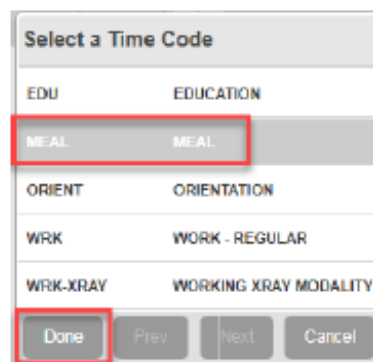 Select a Time Code
EDU EDUCATION
MEAL MEAL
ORIENT ORIENTATION
WRK WORK - REGULAR
WRK-XRAY WORKING XRAY MODALITY
Done Prev Next Cancel